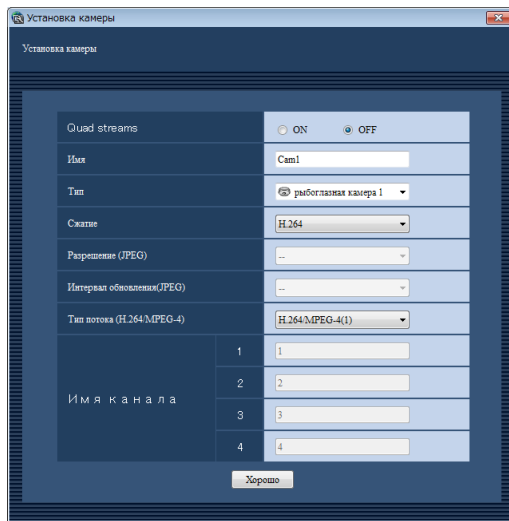 Установка камеры
Установка камеры
Quad streams ON OFF
Имя Cam1
Тип рыбоглазная камера 1
Сжатие H.264
Разрешение (JPEG) --
Интервал обновления(JPEG) --
Тип потока (H.264/MPEG-4) H.264/MPEG-4(1)
Имя канала
1 1
2 2
3 3
4 4
Хорошо